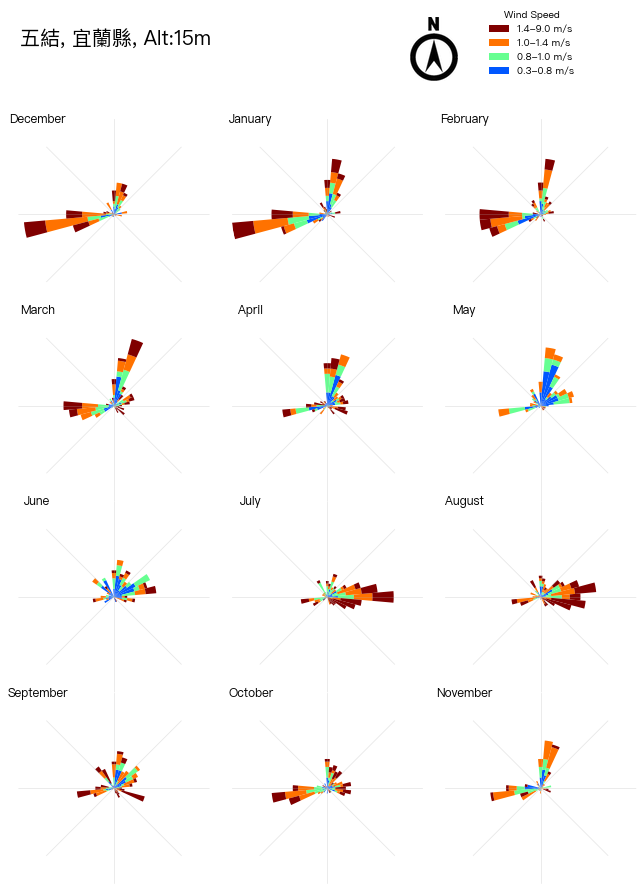 五結, 宜蘭縣, Alt:15m
N
Wind Speed
1.4–9.0 m/s
1.0–1.4 m/s
0.8–1.0 m/s
0.3–0.8 m/s
December
January
February
March
April
May
June
July
August
September
October
November